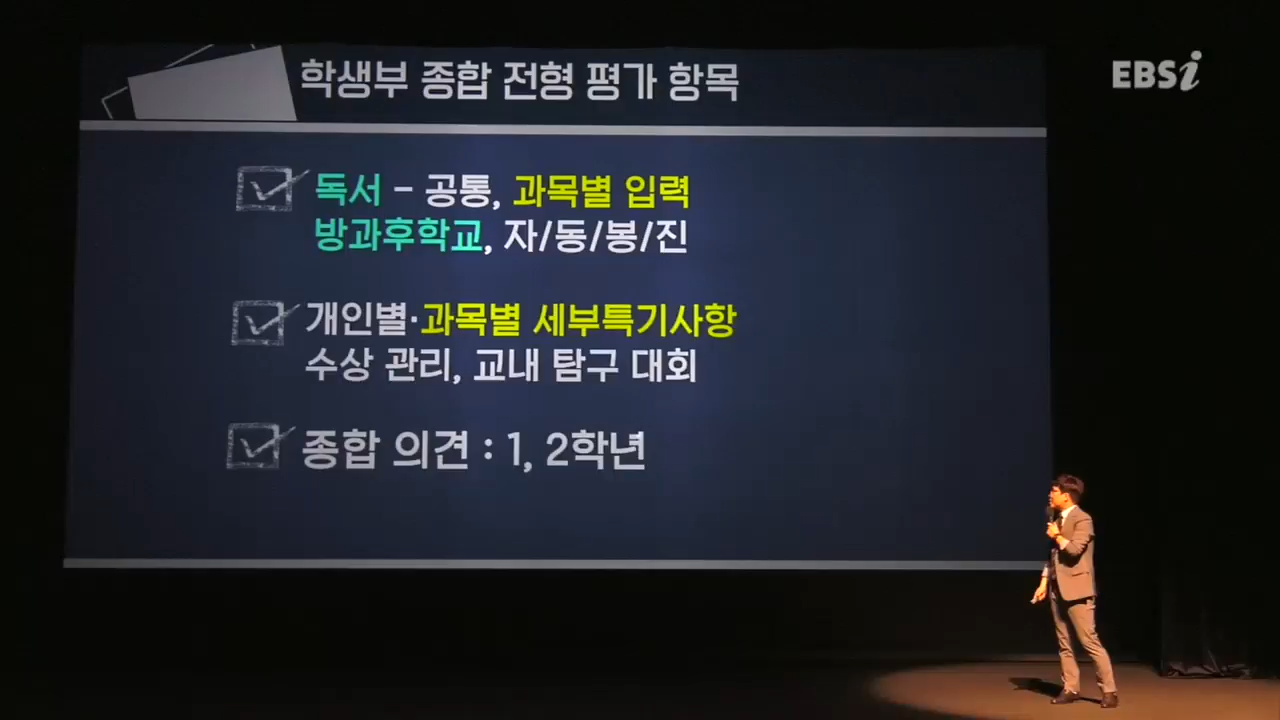 학생부 종합 전형 평가 항목
EBSi
독서 - 공통, 과목별 입력
방과후학교, 자/동/봉/진
개인별·과목별 세부특기사항
수상 관리, 교내 탐구 대회
종합 의견 : 1, 2학년